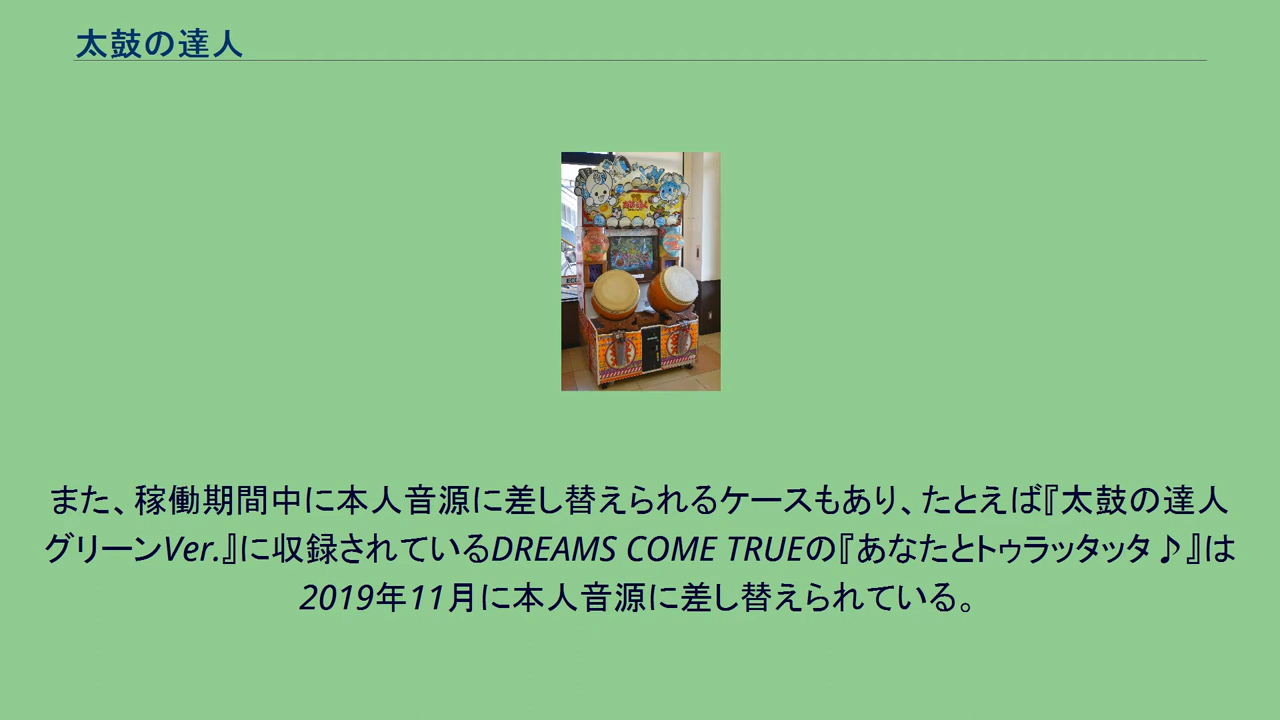 太鼓の達人
また、稼働期間中に本人音源に差し替えられるケースもあり、たとえば『太鼓の達人
グリーンVer.』に収録されているDREAMS COME TRUEの『あなたとトゥラッタッタ♪』は
2019年11月に本人音源に差し替えられている。